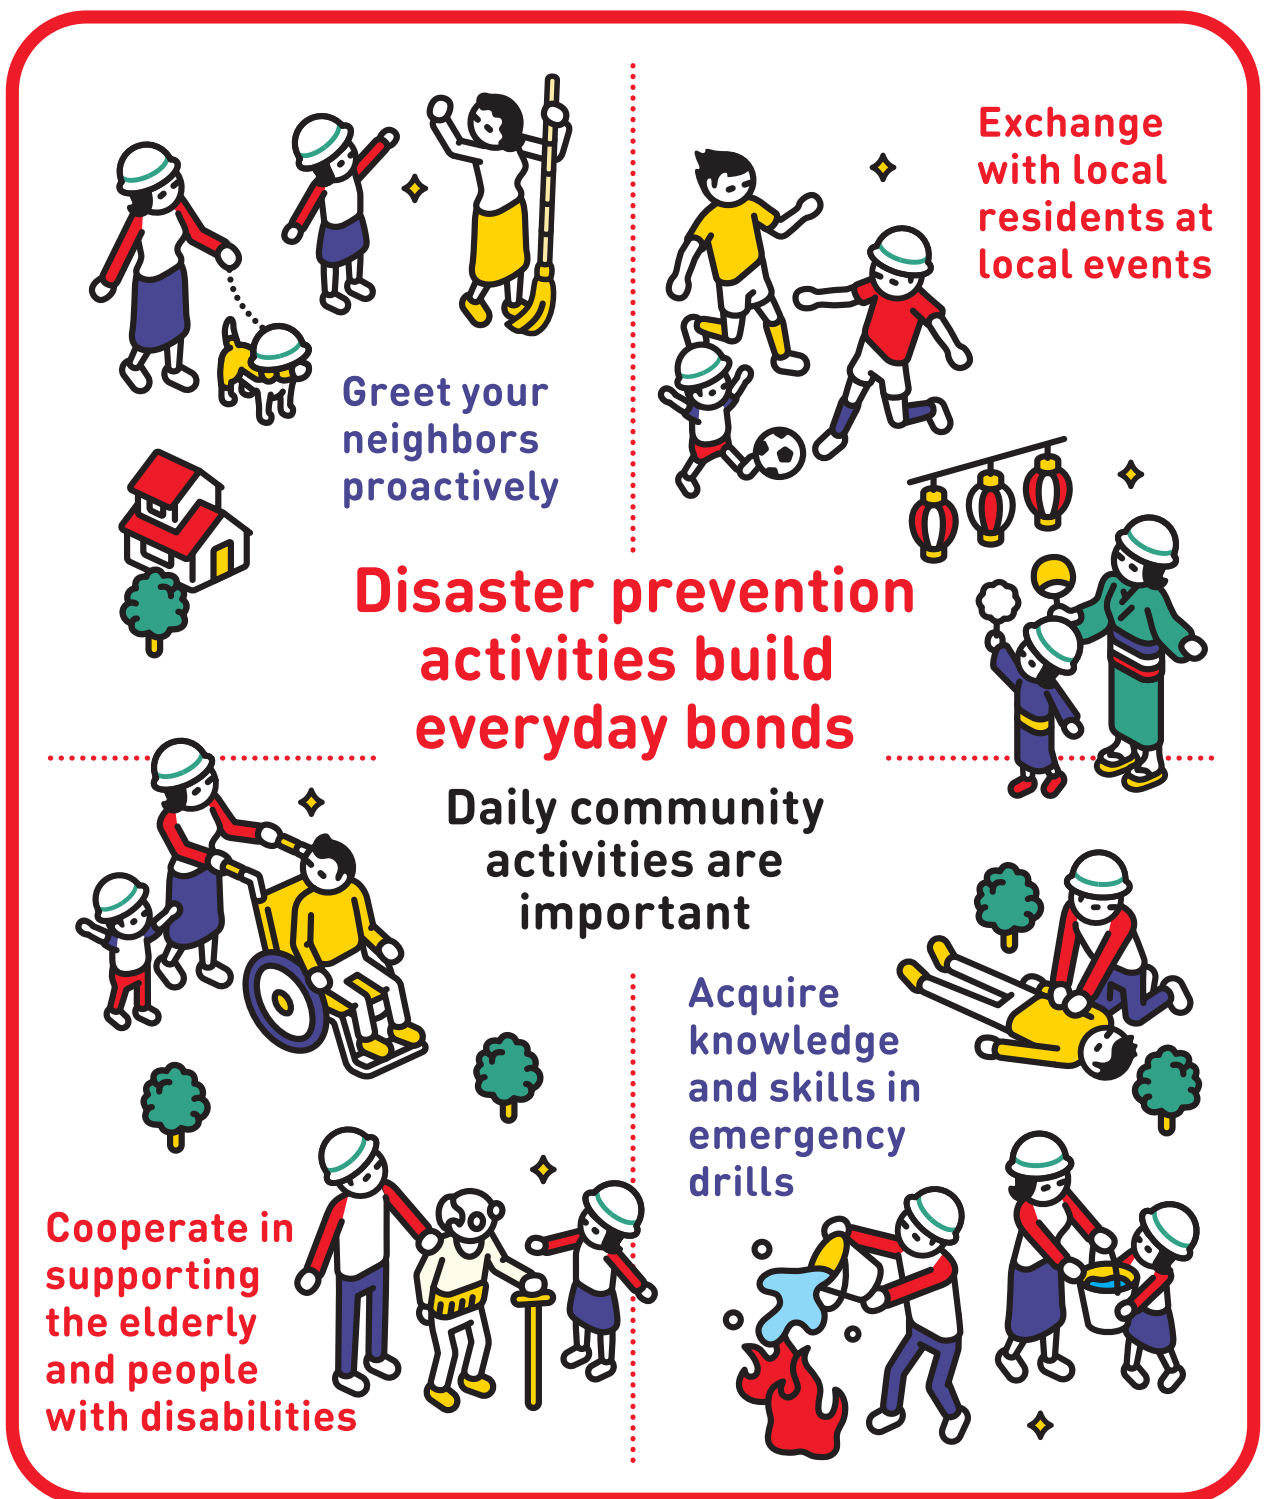 Exchange
with local
residents at
local events
Greet your
neighbors
proactively
Disaster prevention
activities build
everyday bonds
Daily community
activities are
important
Acquire
knowledge
and skills in
emergency
drills
Cooperate in
supporting
the elderly
and people
with disabilities